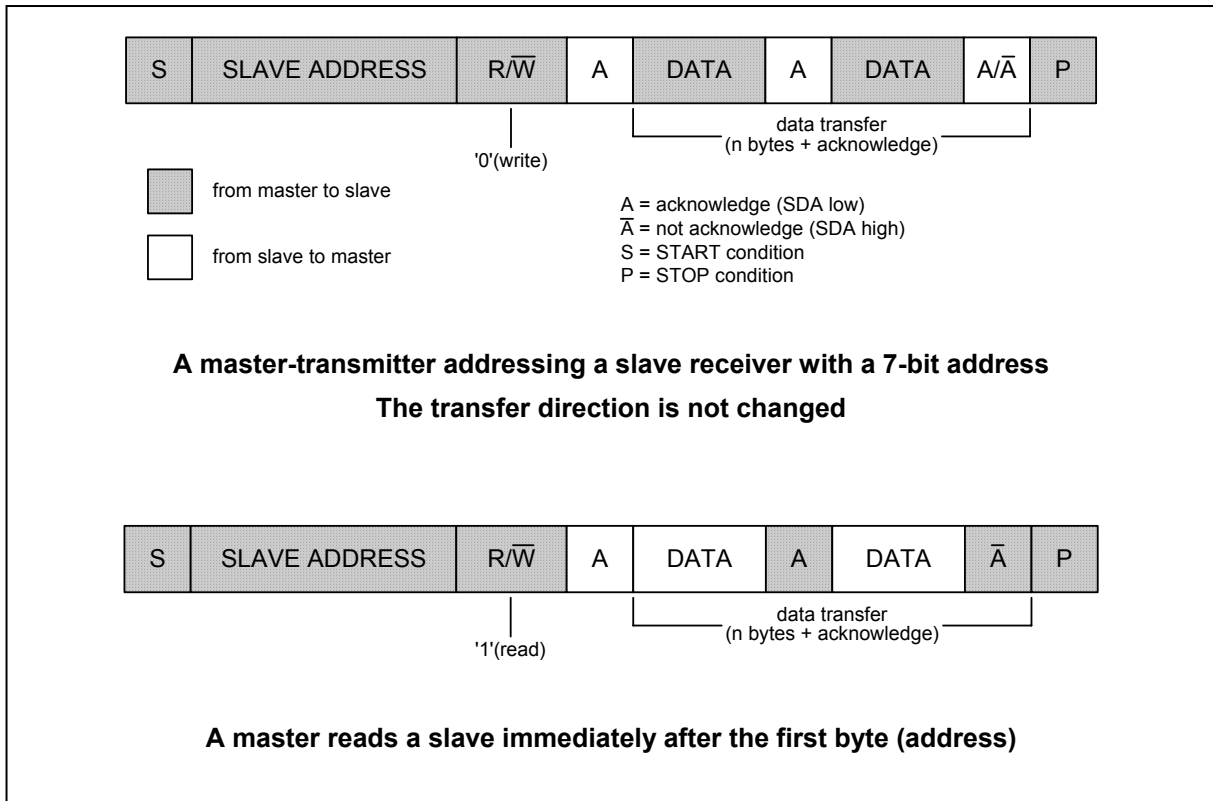 S SLAVE ADDRESS R/W̅ A DATA A DATA A/A̅ P
data transfer
(n bytes + acknowledge)
'0'(write)
from master to slave
from slave to master
A = acknowledge (SDA low)
A̅ = not acknowledge (SDA high)
S = START condition
P = STOP condition
A master-transmitter addressing a slave receiver with a 7-bit address
The transfer direction is not changed
S SLAVE ADDRESS R/W̅ A DATA A DATA A̅ P
data transfer
(n bytes + acknowledge)
'1'(read)
A master reads a slave immediately after the first byte (address)